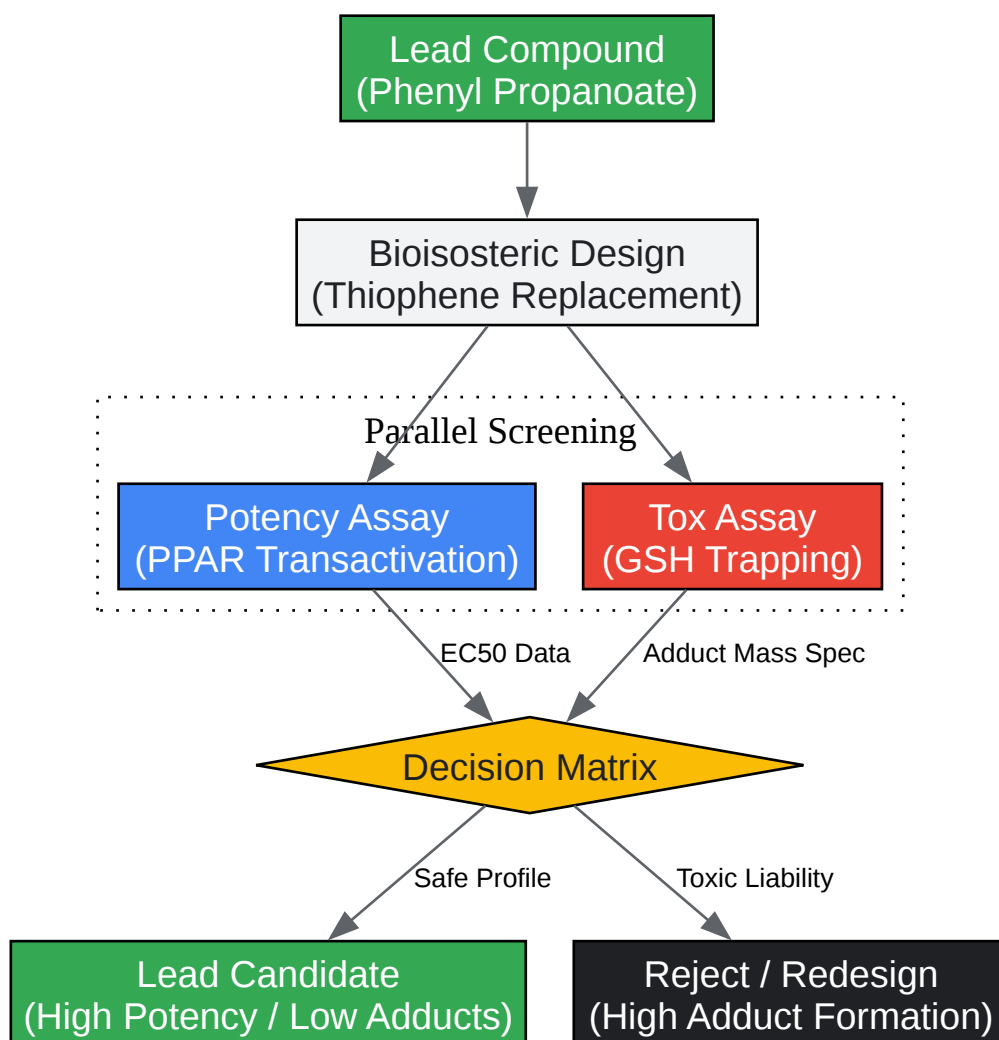 Lead Compound
(Phenyl Propanoate)
Bioisosteric Design
(Thiophene Replacement)
Parallel Screening
Potency Assay
(PPAR Transactivation)
Tox Assay
(GSH Trapping)
EC50 Data
Adduct Mass Spec
Decision Matrix
Safe Profile
Toxic Liability
Lead Candidate
(High Potency / Low Adducts)
Reject / Redesign
(High Adduct Formation)